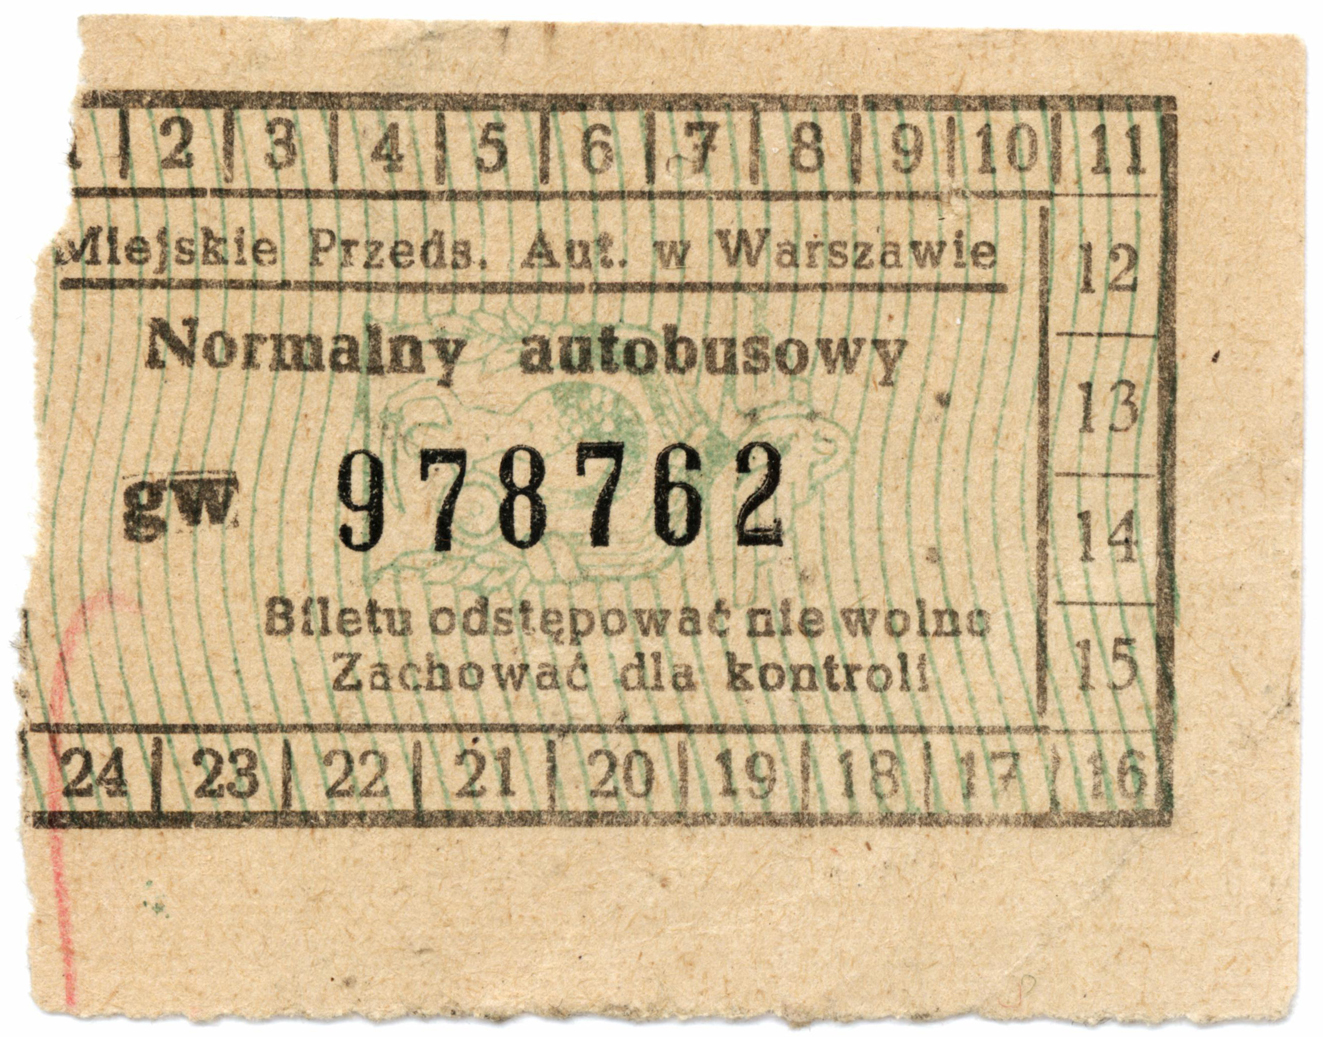 1 2 3 4 5 6 7 8 9 10 11
Miejskie Przeds. Aut. w Warszawie
12
Normalny autobusowy
13
gw 978762
14
Biletu odstępować nie wolno
Zachować dla kontroli
15
24 23 22 21 20 19 18 17 16